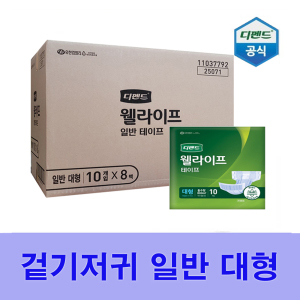 디펜드
공식
11037792
25071
디펜드
웰라이프
일반 테이프
일반 대형 10개입 X 8팩
디펜드
웰라이프
테이프
대형
10
겉기저귀 일반 대형